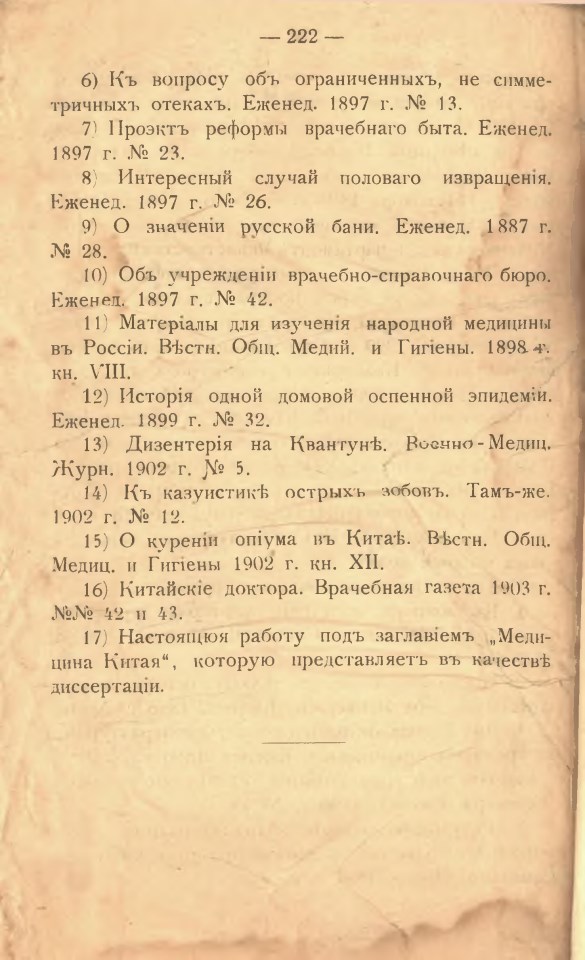 — 222 —
6) Къ вопросу объ ограниченныхъ, не симме-
тричныхъ отекахъ. Еженед. 1897 г. № 13.
7) Проэктъ реформы врачебнаго быта. Еженед.
1897 г. № 23.
8) Интересный случай половаго извращенія.
Еженед. 1897 г. № 26.
9) О значеніи русской бани. Еженед. 1887 г.
№ 28.
10) Объ учрежденіи врачебно-справочнаго бюро.
Еженед. 1897 г. № 42.
11) Матеріалы для изученія народной медицины
въ Россіи. Вѣстн. Общ. Медий. и Гигіены. 1898 г.
кн. VIII.
12) Исторія одной домовой оспенной эпидеміи.
Еженед. 1899 г. № 32.
13) Дизентерія на Квантунѣ. Военно-Медиц.
Журн. 1902 г. № 5.
14) Къ казуистикѣ острыхъ зобовъ. Тамъ-же.
1902 г. № 12.
15) О куреніи опіума въ Китаѣ. Вѣстн. Общ.
Медиц. и Гигіены 1902 г. кн. XII.
16) Китайскіе доктора. Врачебная газета 1903 г.
№№ 42 и 43.
17) Настоящюя работу подъ заглавіемъ „Меди-
цина Китая“, которую представляетъ въ качествѣ
диссертаціи.